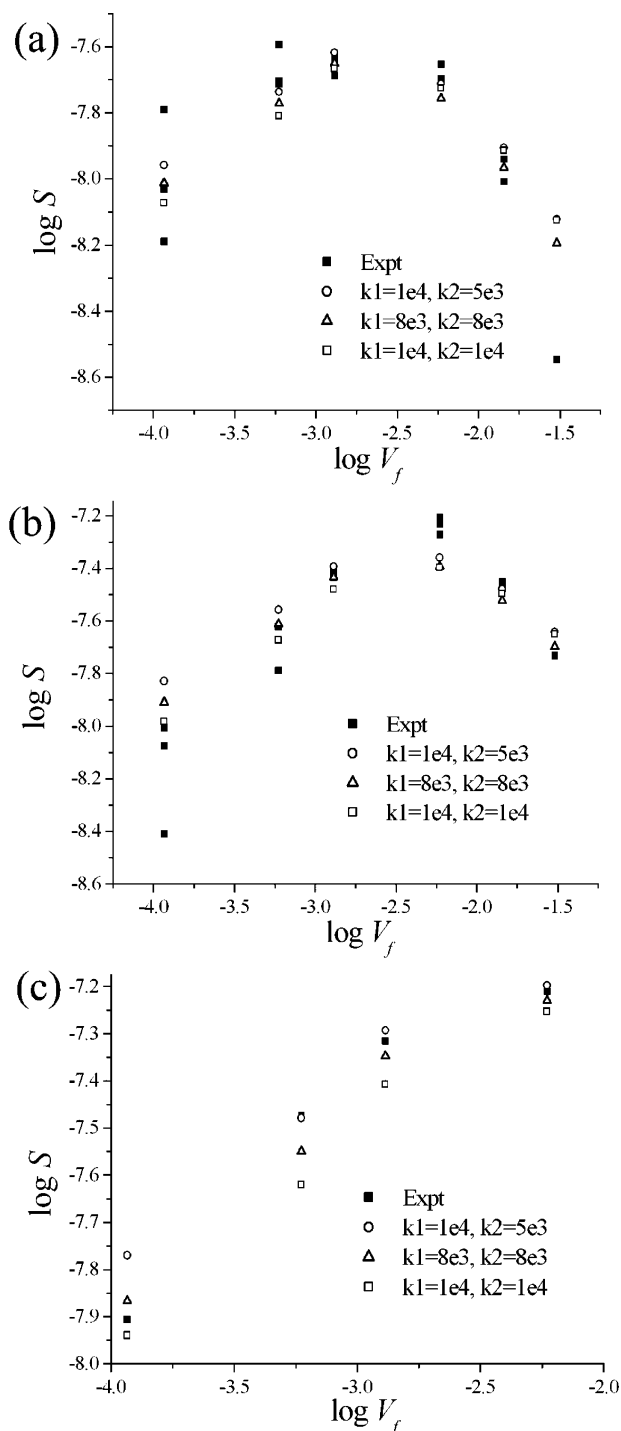 (a)
-7.6
-7.8
-8.0
-8.2
-8.4
-8.6
log S
Expt
k1=1e4, k2=5e3
k1=8e3, k2=8e3
k1=1e4, k2=1e4
-4.0 -3.5 -3.0 -2.5 -2.0 -1.5
log Vf
(b)
-7.2
-7.4
-7.6
-7.8
-8.0
-8.2
-8.4
-8.6
log S
Expt
k1=1e4, k2=5e3
k1=8e3, k2=8e3
k1=1e4, k2=1e4
-4.0 -3.5 -3.0 -2.5 -2.0 -1.5
log Vf
(c)
-7.2
-7.3
-7.4
-7.5
-7.6
-7.7
-7.8
-7.9
-8.0
log S
Expt
k1=1e4, k2=5e3
k1=8e3, k2=8e3
k1=1e4, k2=1e4
-4.0 -3.5 -3.0 -2.5 -2.0
log Vf